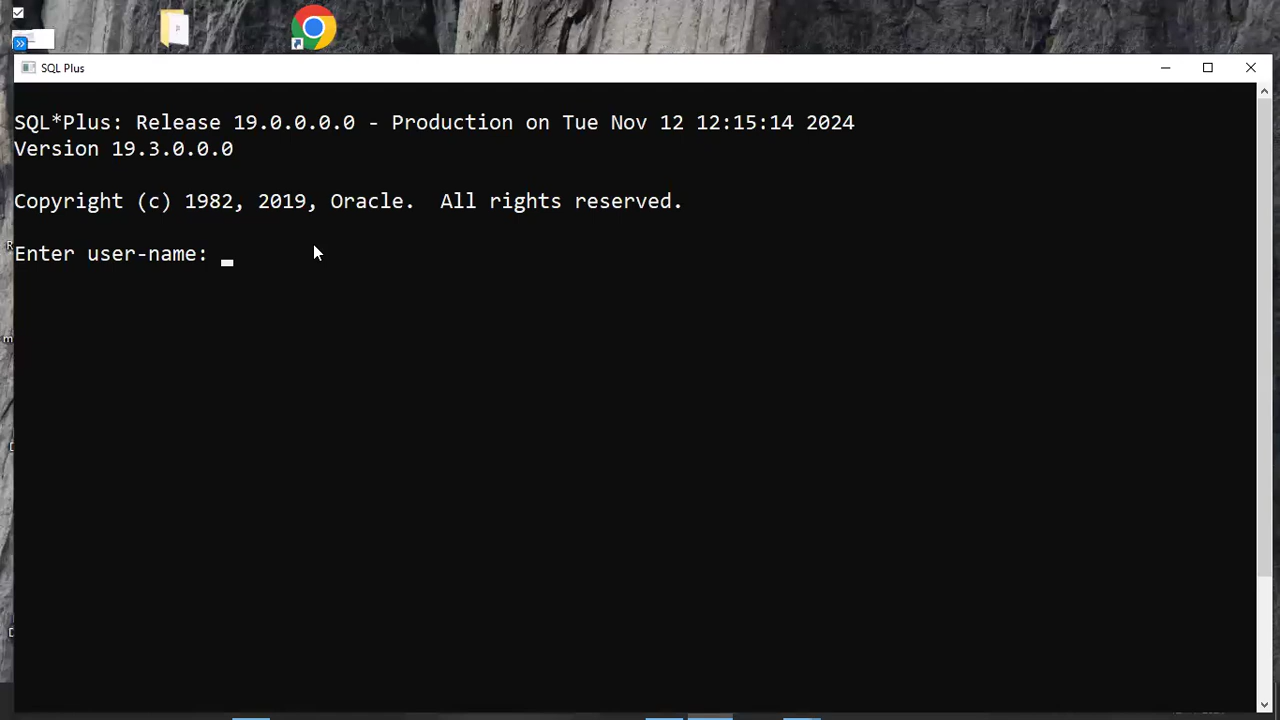 SQL Plus
SQL*Plus: Release 19.0.0.0.0 - Production on Tue Nov 12 12:15:14 2024
Version 19.3.0.0.0
Copyright (c) 1982, 2019, Oracle.  All rights reserved.
Enter user-name: